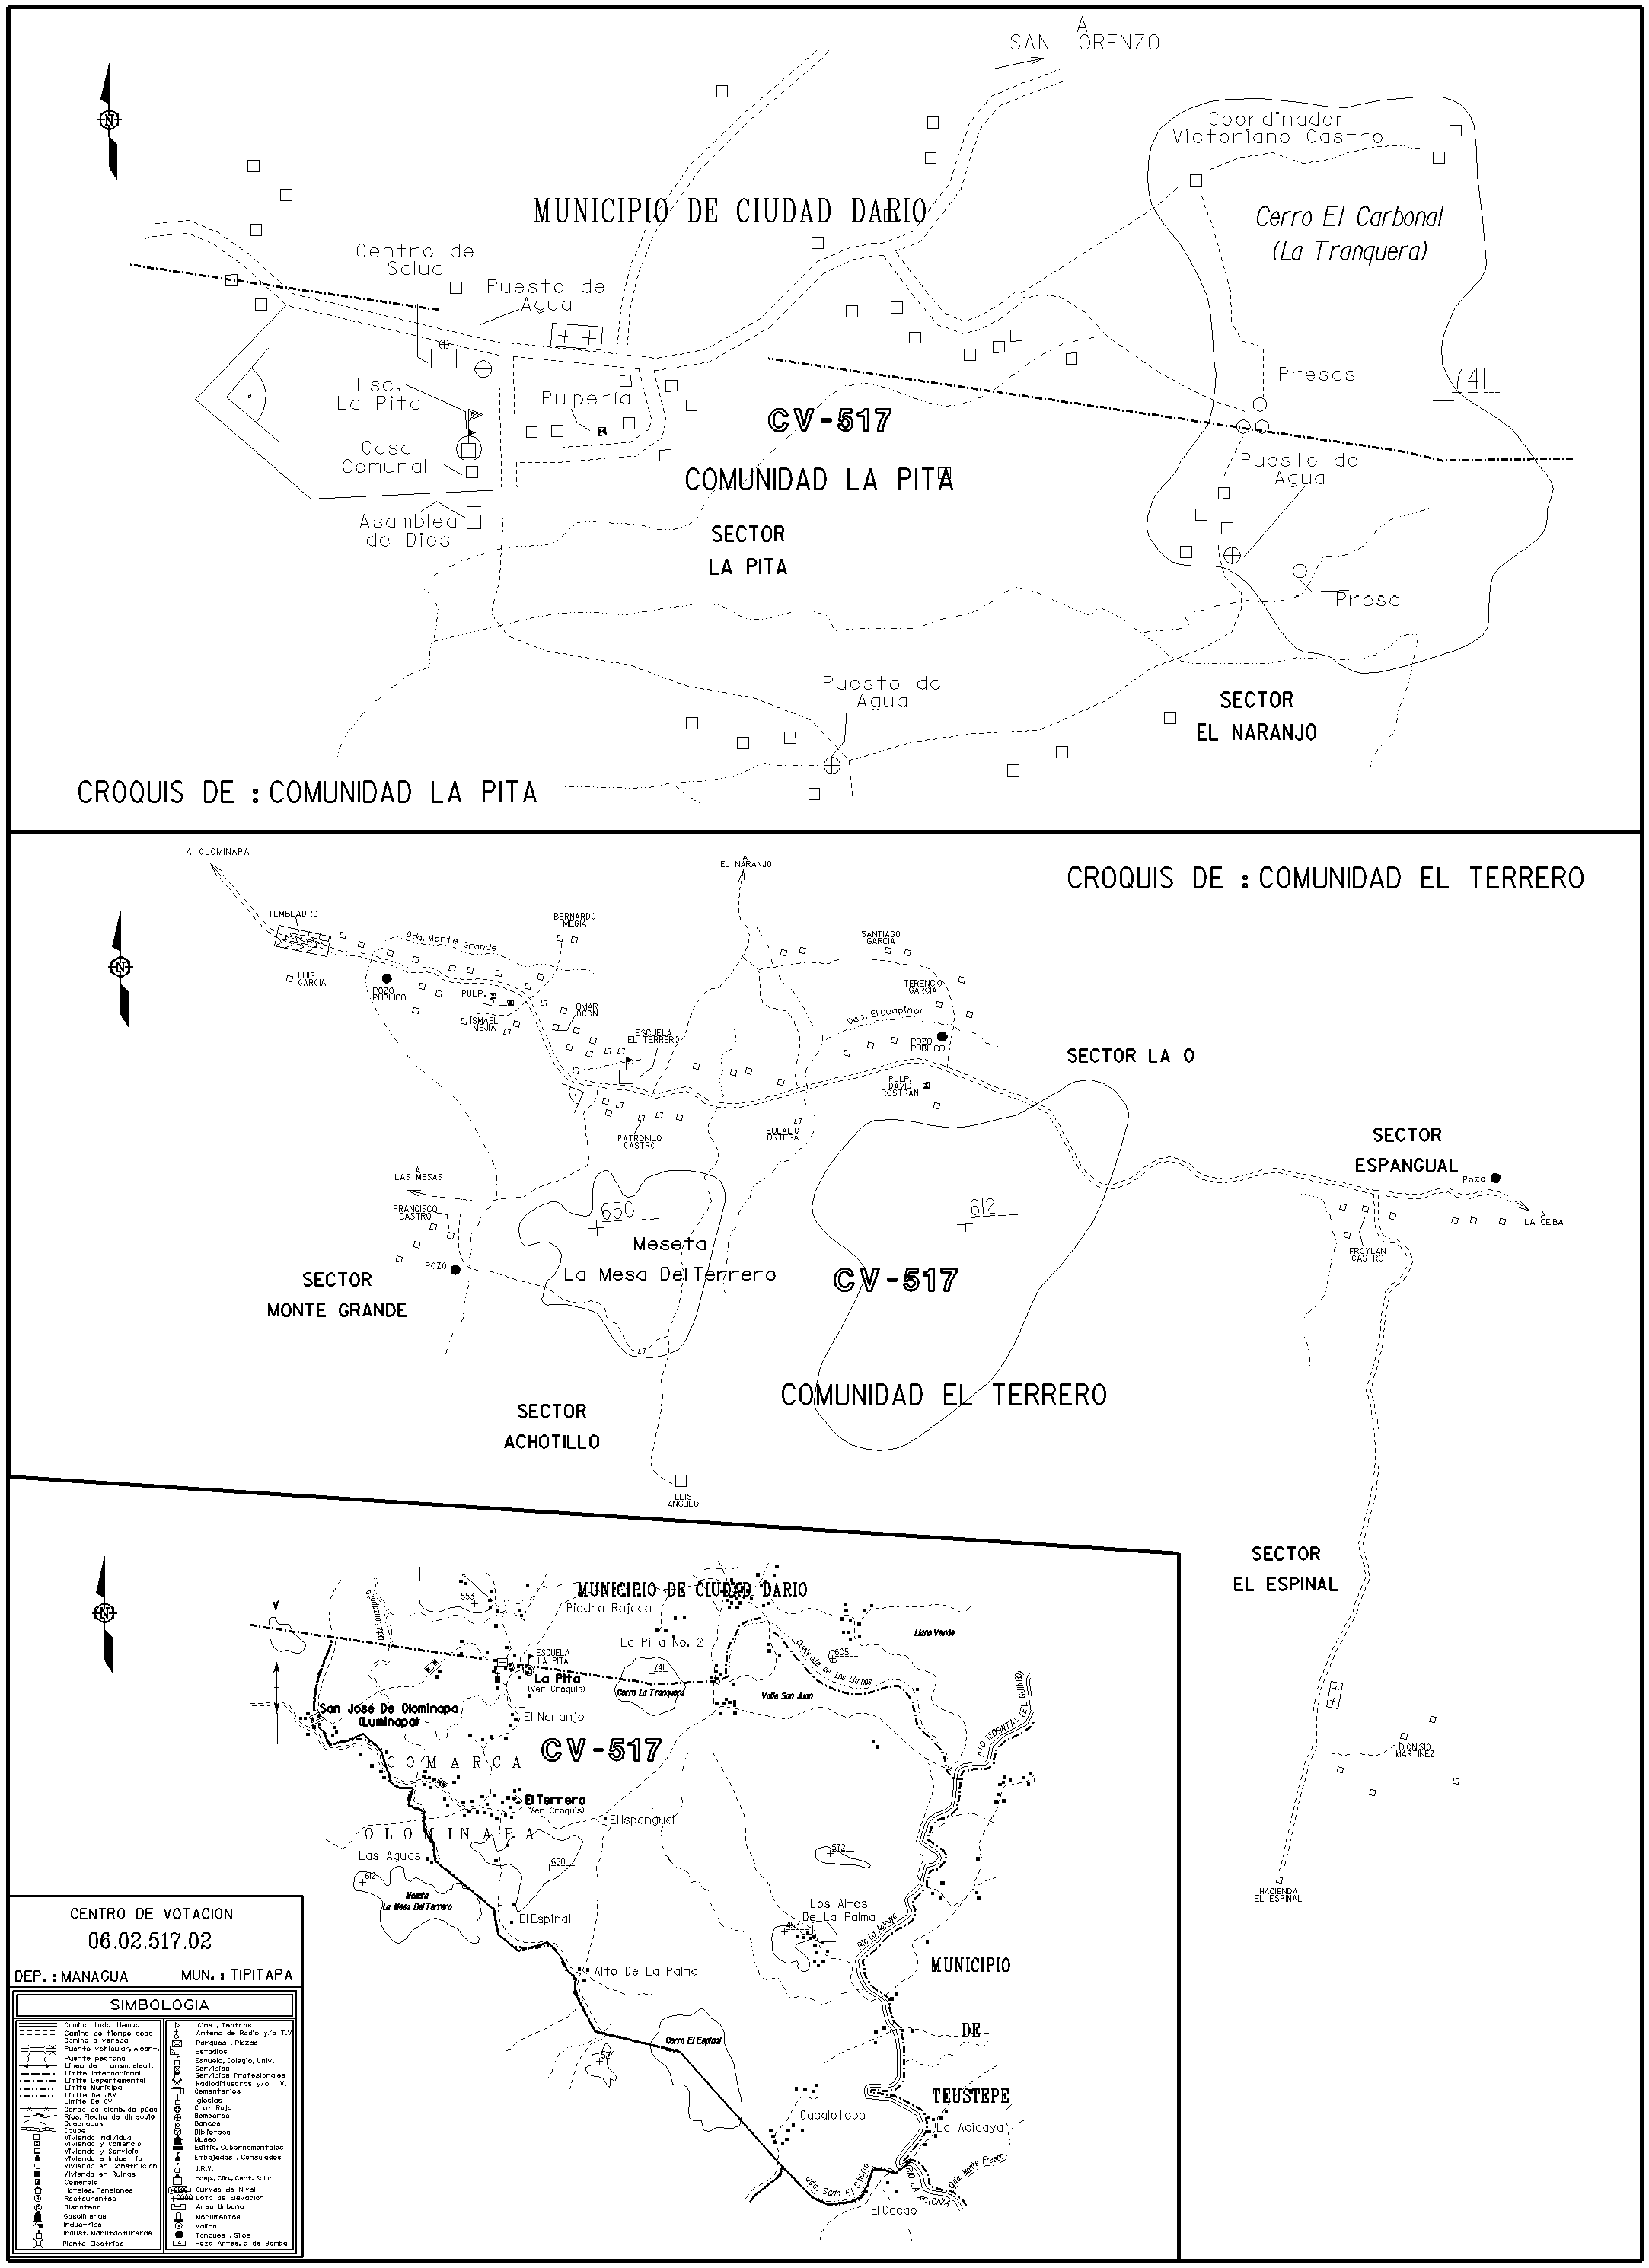 A
SAN LORENZO
N
Coordinador
Victoriano Castro
MUNICIPIO DE CIUDAD DARIO
Cerro El Carbonal
(La Tranquera)
Centro de
Salud
Puesto de
Agua
Presas
741
Esc.
La Pita
Pulpería
CV-517
Casa
Comunal
COMUNIDAD LA PITA
Puesto de
Agua
Asamblea
de Dios
SECTOR
LA PITA
Presa
Puesto de
Agua
SECTOR
EL NARANJO
CROQUIS DE : COMUNIDAD LA PITA
A OLOMINAPA
A
EL NARANJO
CROQUIS DE : COMUNIDAD EL TERRERO
TEMBLADRO
BERNARDO
MEGIA
Qda. Monte Grande
SANTIAGO
GARCIA
N
LUIS
GARCIA
POZO
PUBLICO
PULP.
TERENCIO
GARCIA
OMAR
OCON
ISMAEL
MEJIA
Qda. El Guapinol
ESCUELA
EL TERRERO
POZO
PUBLICO
SECTOR LA O
PULP.
DAVID
ROSTRAN
PATRONILO
CASTRO
EULALIO
ORTEGA
SECTOR
ESPANGUAL
A
LAS MESAS
POZO
FRANCISCO
CASTRO
650
612
A
LA CEIBA
Meseta
La Mesa Del Terrero
FROYLAN
CASTRO
POZO
CV-517
SECTOR
MONTE GRANDE
COMUNIDAD EL TERRERO
SECTOR
ACHOTILLO
LUIS
ANGULO
SECTOR
EL ESPINAL
DIONISIO
MARTINEZ
HACIENDA
EL ESPINAL
N
553
MUNICIPIO DE CIUDAD DARIO
Piedra Rajada
La Pita No. 2
Llano Verde
ESCUELA
LA PITA
Quebrada de Los Llanos
605
741
La Pita
(Ver Croquis)
Cerro La Tranquera
Valle San Juan
San José De Olominapa
(Luminapa)
El Naranjo
RIO TEOSINTAL (EL GUINEO)
CV-517
COMARCA
El Terrero
(Ver Croquis)
El Ispangual
OLOMINAPA
Las Aguas
572
612
650
Meseta
La Mesa Del Terrero
El Espinal
Los Altos
De La Palma
453
MUNICIPIO
Alto De La Palma
DE
Cerro El Espinal
524
TEUSTEPE
Cacalotepe
La Acicaya
Qda. Monte Fresco
Qda. Salto El Charro
RIO LA ACICAYA
El Cacao
CENTRO DE VOTACION
06.02.517.02
DEP. : MANAGUA MUN. : TIPITAPA
SIMBOLOGIA
Camino todo tiempo
Camino de tiempo seco
Camino o vereda
Puente vehicular, Alcant.
Puente peatonal
Linea de transm. elect.
Limite Internacional
Limite Departamental
Limite Municipal
Limite De JRV
Limite De CV
Cerca de alamb. de púas
Ríos, Flecha de dirección
Quebradas
Cauce
Vivienda Individual
Vivienda y Comercio
Vivienda y Servicio
Vivienda e Industria
Vivienda en Construcción
Vivienda en Ruinas
Comercio
Hoteles, Pensiones
Restaurantes
Discoteca
Gasolineras
Industrias
Indust. Manufactureras
Planta Electrica
Cine, Teatros
Antena de Radio y/o T.V
Parques, Plazas
Estadios
Escuela, Colegio, Univ.
Servicios
Servicios Profesionales
Radiodifusoras y/o T.V.
Cementerios
Iglesias
Cruz Roja
Bomberos
Bancos
Biblioteca
Museo
Edific. Gubernamentales
Embajadas, Consulados
J.R.V.
Hosp., Clin., Cent. Salud
Curvas de Nivel
Cota de Elevación
Area Urbana
Monumentos
Molino
Tanques, Silos
Pozo Artes. o de Bomba